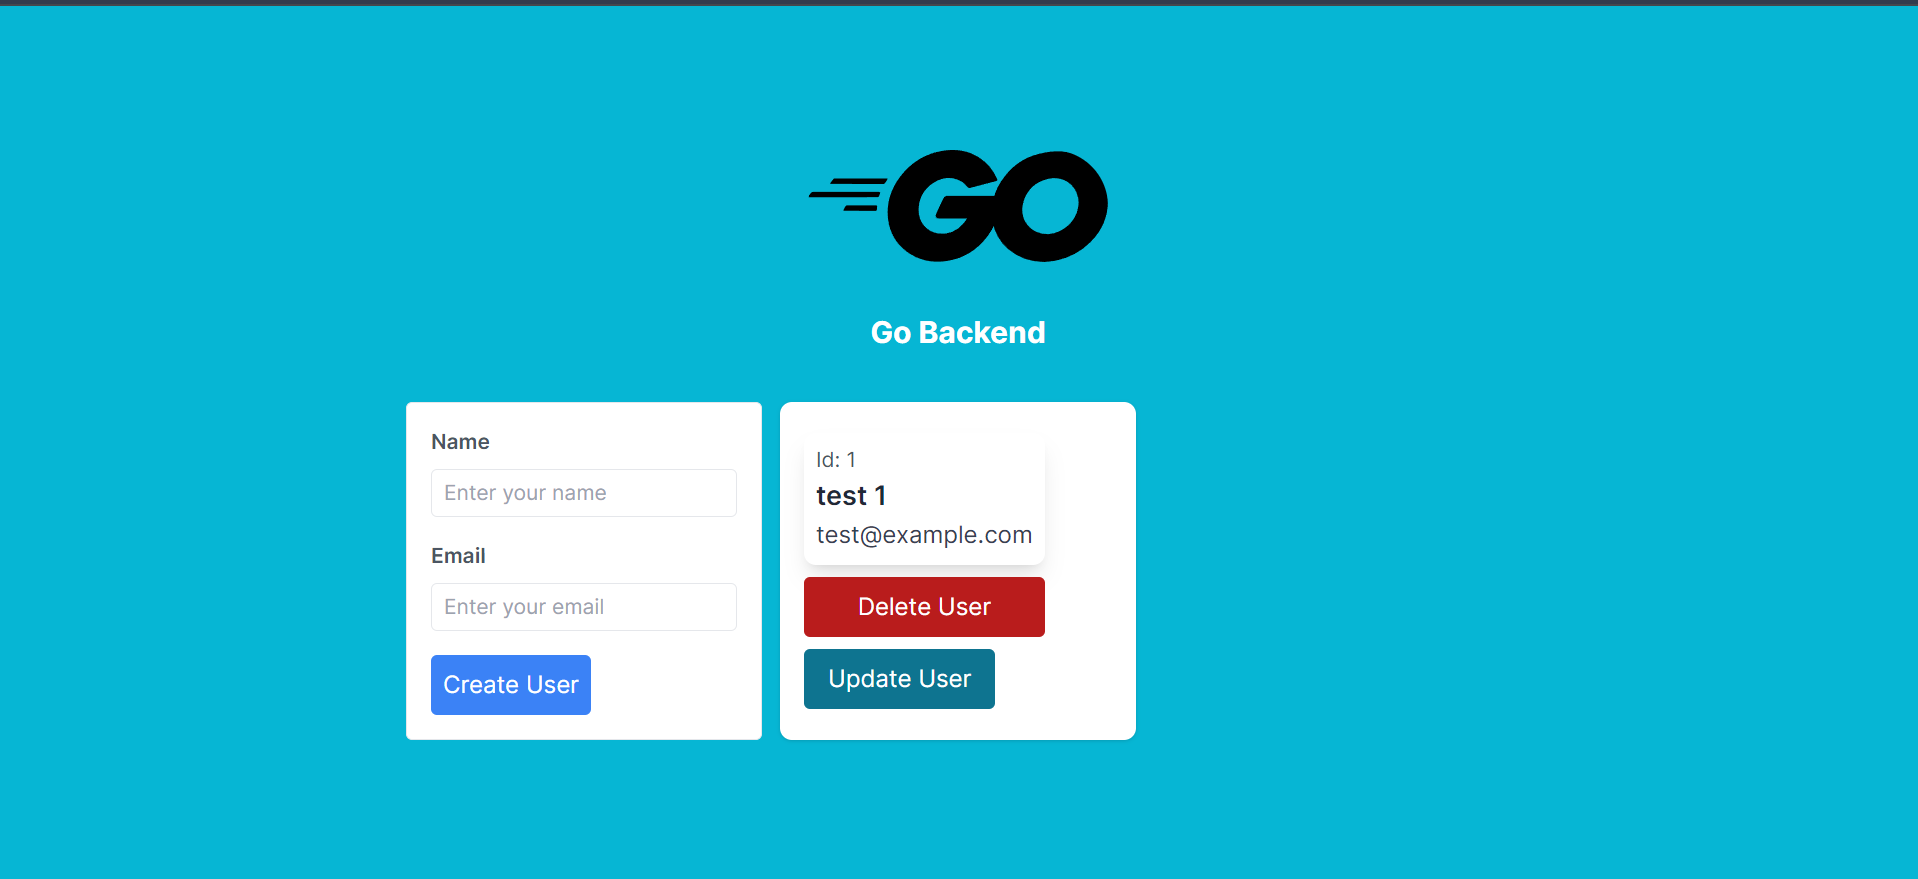 GO
Go Backend
Name
Enter your name
Email
Enter your email
Create User
Id: 1
test 1
test@example.com
Delete User
Update User